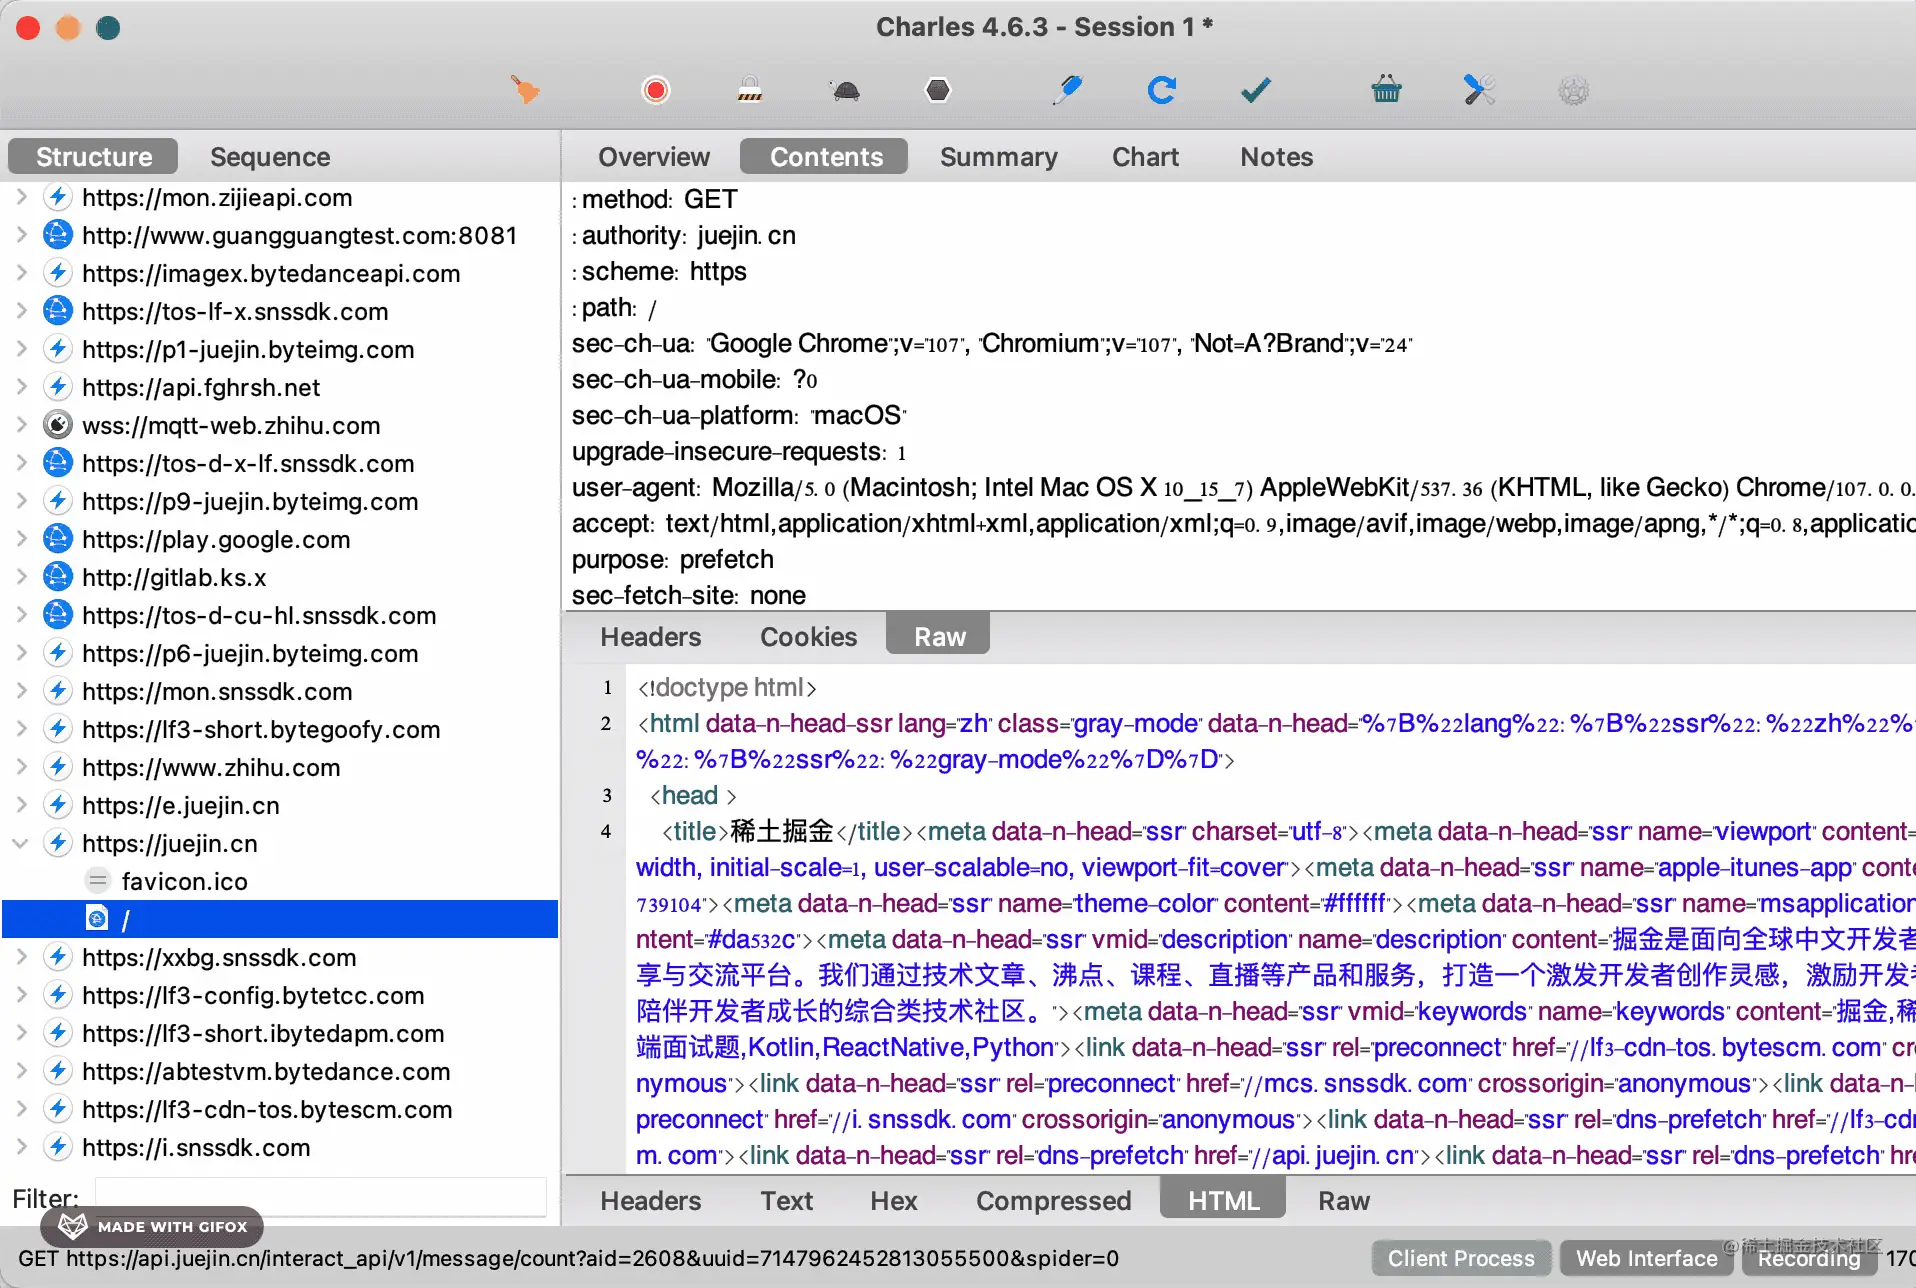 Charles 4.6.3 - Session 1 *
Structure Sequence
Overview Contents Summary Chart Notes
https://mon.zijieapi.com
http://www.guangguangtest.com:8081
https://imagex.bytedanceapi.com
https://tos-lf-x.snssdk.com
https://p1-juejin.byteimg.com
https://api.fghrsh.net
wss://mqtt-web.zhihu.com
https://tos-d-x-lf.snssdk.com
https://p9-juejin.byteimg.com
https://play.google.com
http://gitlab.ks.x
https://tos-d-cu-hl.snssdk.com
https://p6-juejin.byteimg.com
https://mon.snssdk.com
https://lf3-short.bytegoofy.com
https://www.zhihu.com
https://e.juejin.cn
https://juejin.cn
favicon.ico
/
https://xxbg.snssdk.com
https://lf3-config.bytetcc.com
https://lf3-short.ibytedapm.com
https://abtestvm.bytedance.com
https://lf3-cdn-tos.bytescm.com
https://i.snssdk.com
Filter:
MADE WITH GIFOX
:method: GET
:authority: juejin.cn
:scheme: https
:path: /
sec-ch-ua: "Google Chrome";v="107", "Chromium";v="107", "Not=A?Brand";v="24"
sec-ch-ua-mobile: ?0
sec-ch-ua-platform: "macOS"
upgrade-insecure-requests: 1
user-agent: Mozilla/5.0 (Macintosh; Intel Mac OS X 10_15_7) AppleWebKit/537.36 (KHTML, like Gecko) Chrome/107.0.0.
accept: text/html,application/xhtml+xml,application/xml;q=0.9,image/avif,image/webp,image/apng,*/*;q=0.8,applicatio
purpose: prefetch
sec-fetch-site: none
Headers Cookies Raw
1 <!doctype html>
2 <html data-n-head-ssr lang="zh" class="gray-mode" data-n-head="%7B%22lang%22:%7B%22ssr%22:%22zh%22%
%22:%7B%22ssr%22:%22gray-mode%22%7D%7D">
3 <head >
4 <title>稀土掘金</title><meta data-n-head="ssr" charset="utf-8"><meta data-n-head="ssr" name="viewport" content=
width, initial-scale=1, user-scalable=no, viewport-fit=cover"><meta data-n-head="ssr" name="apple-itunes-app" conte
739104"><meta data-n-head="ssr" name="theme-color" content="#ffffff"><meta data-n-head="ssr" name="msapplication
ntent="#da532c"><meta data-n-head="ssr" vmid="description" name="description" content="掘金是面向全球中文开发者
享与交流平台。我们通过技术文章、沸点、课程、直播等产品和服务，打造一个激发开发者创作灵感，激励开发者
陪伴开发者成长的综合类技术社区。"><meta data-n-head="ssr" vmid="keywords" name="keywords" content="掘金,稀
端面试题,Kotlin,ReactNative,Python"><link data-n-head="ssr" rel="preconnect" href="//lf3-cdn-tos.bytescm.com" cr
nymous"><link data-n-head="ssr" rel="preconnect" href="//mcs.snssdk.com" crossorigin="anonymous"><link data-n-
preconnect" href="//i.snssdk.com" crossorigin="anonymous"><link data-n-head="ssr" rel="dns-prefetch" href="//lf3-cdn
m.com"><link data-n-head="ssr" rel="dns-prefetch" href="//api.juejin.cn"><link data-n-head="ssr" rel="dns-prefetch" hre
Headers Text Hex Compressed HTML Raw
GET https://api.juejin.cn/interact_api/v1/message/count?aid=2608&uuid=7147962452813055500&spider=0
Client Process Web Interface Recording 170
@稀土掘金技术社区